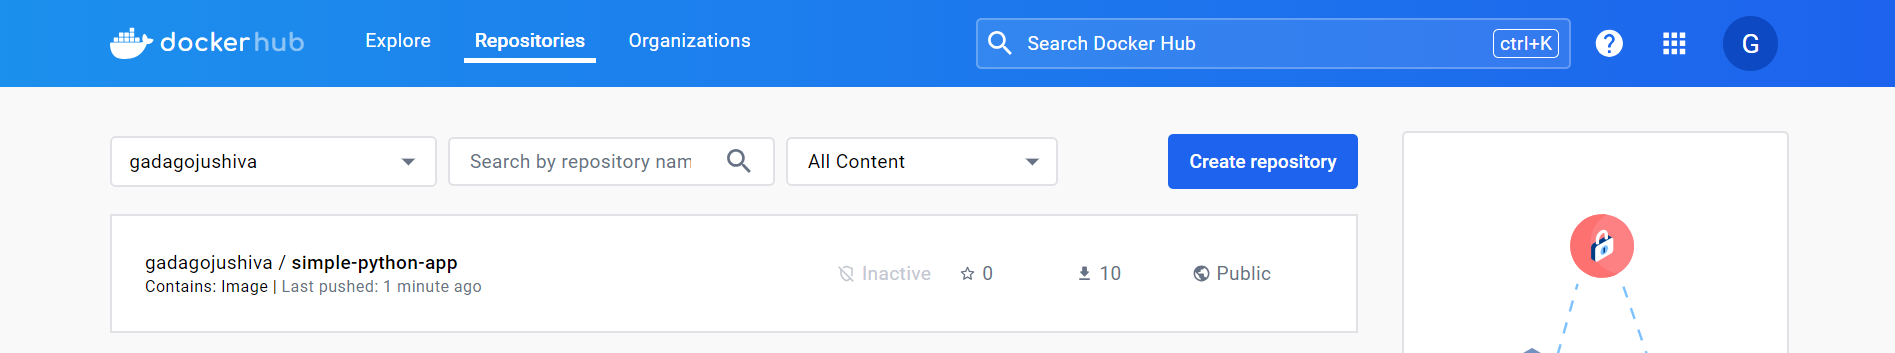 docker hub Explore Repositories Organizations Search Docker Hub ctrl+K ? G
gadagojushiva Search by repository nam All Content Create repository
gadagojushiva / simple-python-app
Contains: Image | Last pushed: 1 minute ago
Inactive 0 10 Public